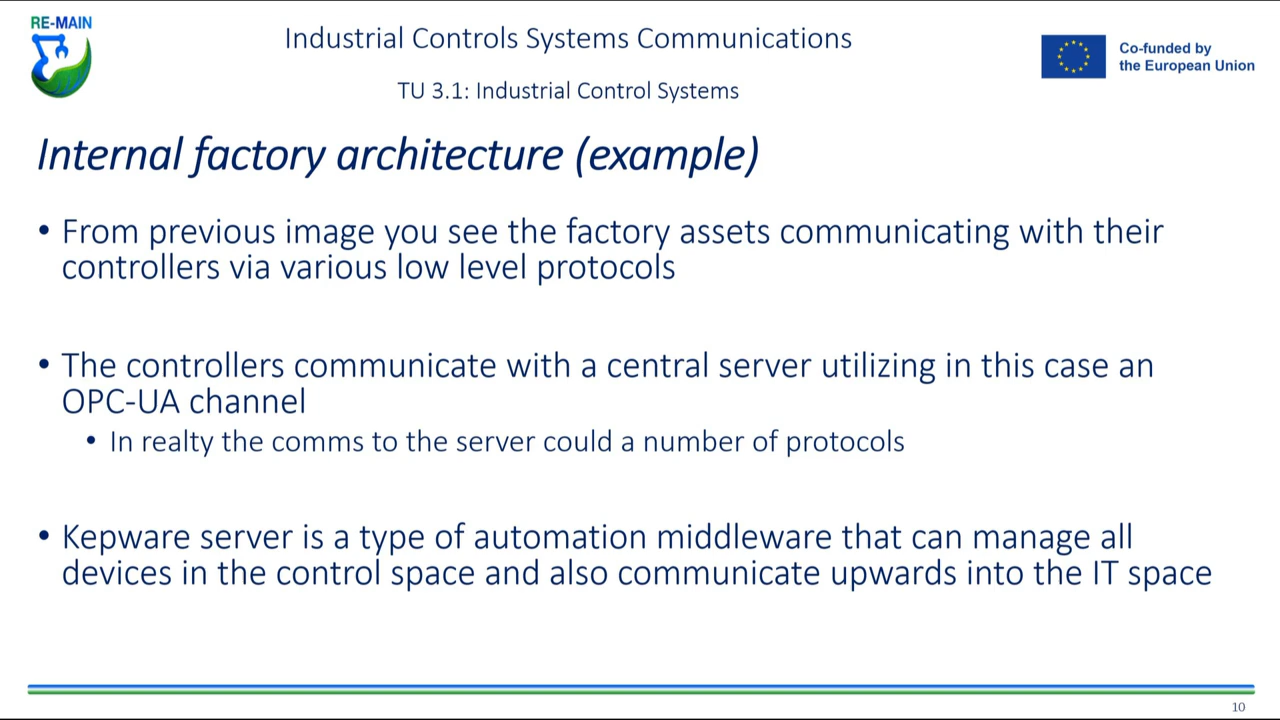 RE-MAIN
Industrial Controls Systems Communications
TU 3.1: Industrial Control Systems
Co-funded by
the European Union
Internal factory architecture (example)
• From previous image you see the factory assets communicating with their
controllers via various low level protocols
• The controllers communicate with a central server utilizing in this case an
OPC-UA channel
• In realty the comms to the server could a number of protocols
• Kepware server is a type of automation middleware that can manage all
devices in the control space and also communicate upwards into the IT space
10